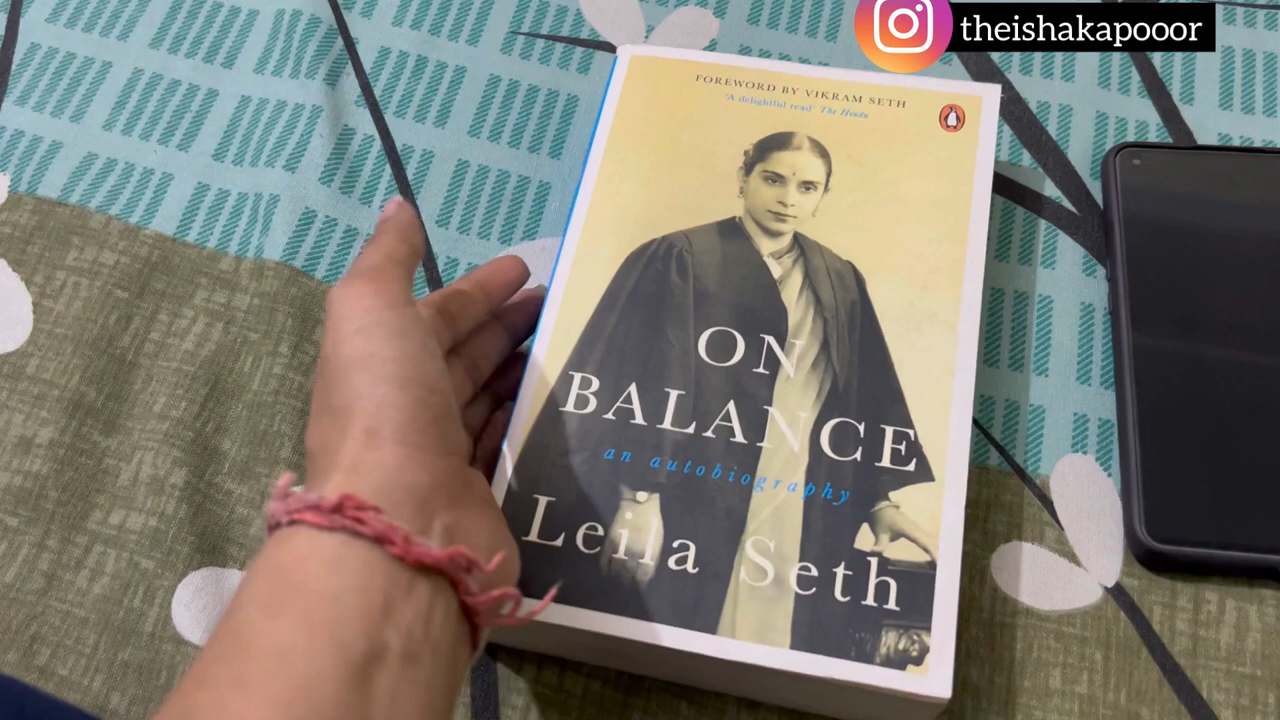 theishakapooor
FOREWORD BY VIKRAM SETH
'A delightful read' The Hindu
ON
BALANCE
an autobiography
Leila Seth